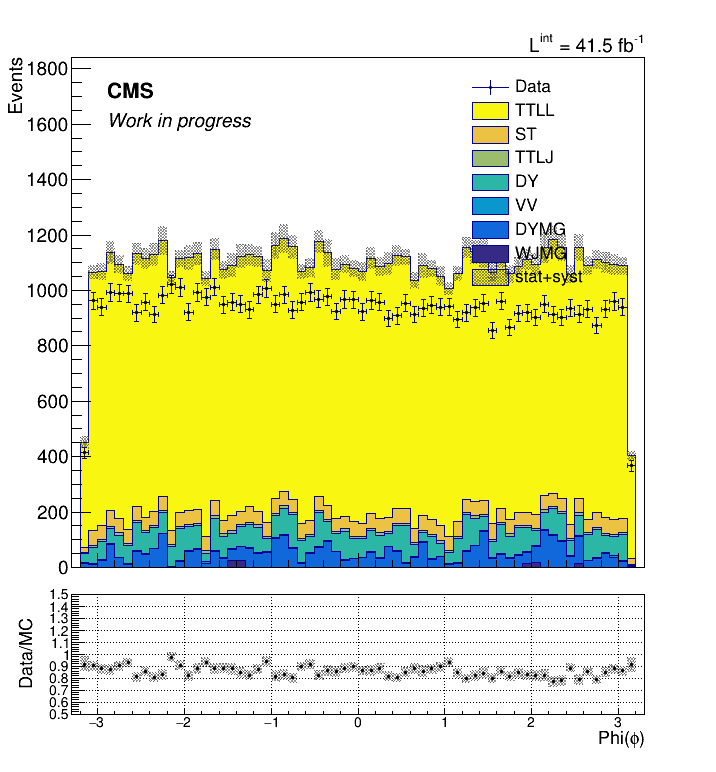 L^int = 41.5 fb^-1
Events
1800
1600
1400
1200
1000
800
600
400
200
0
CMS
Work in progress
Data
TTLL
ST
TTLJ
DY
VV
DYMG
WJMG
stat+syst
Data/MC
1.5
1.4
1.3
1.2
1.1
1
0.9
0.8
0.7
0.6
0.5
−3 −2 −1 0 1 2 3
Phi(ϕ)